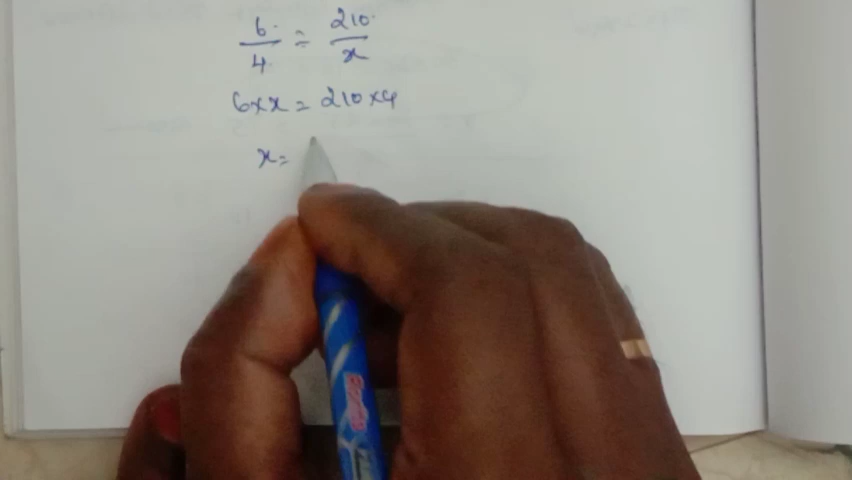 6/4 = 210/x
6×x = 210×4
x =